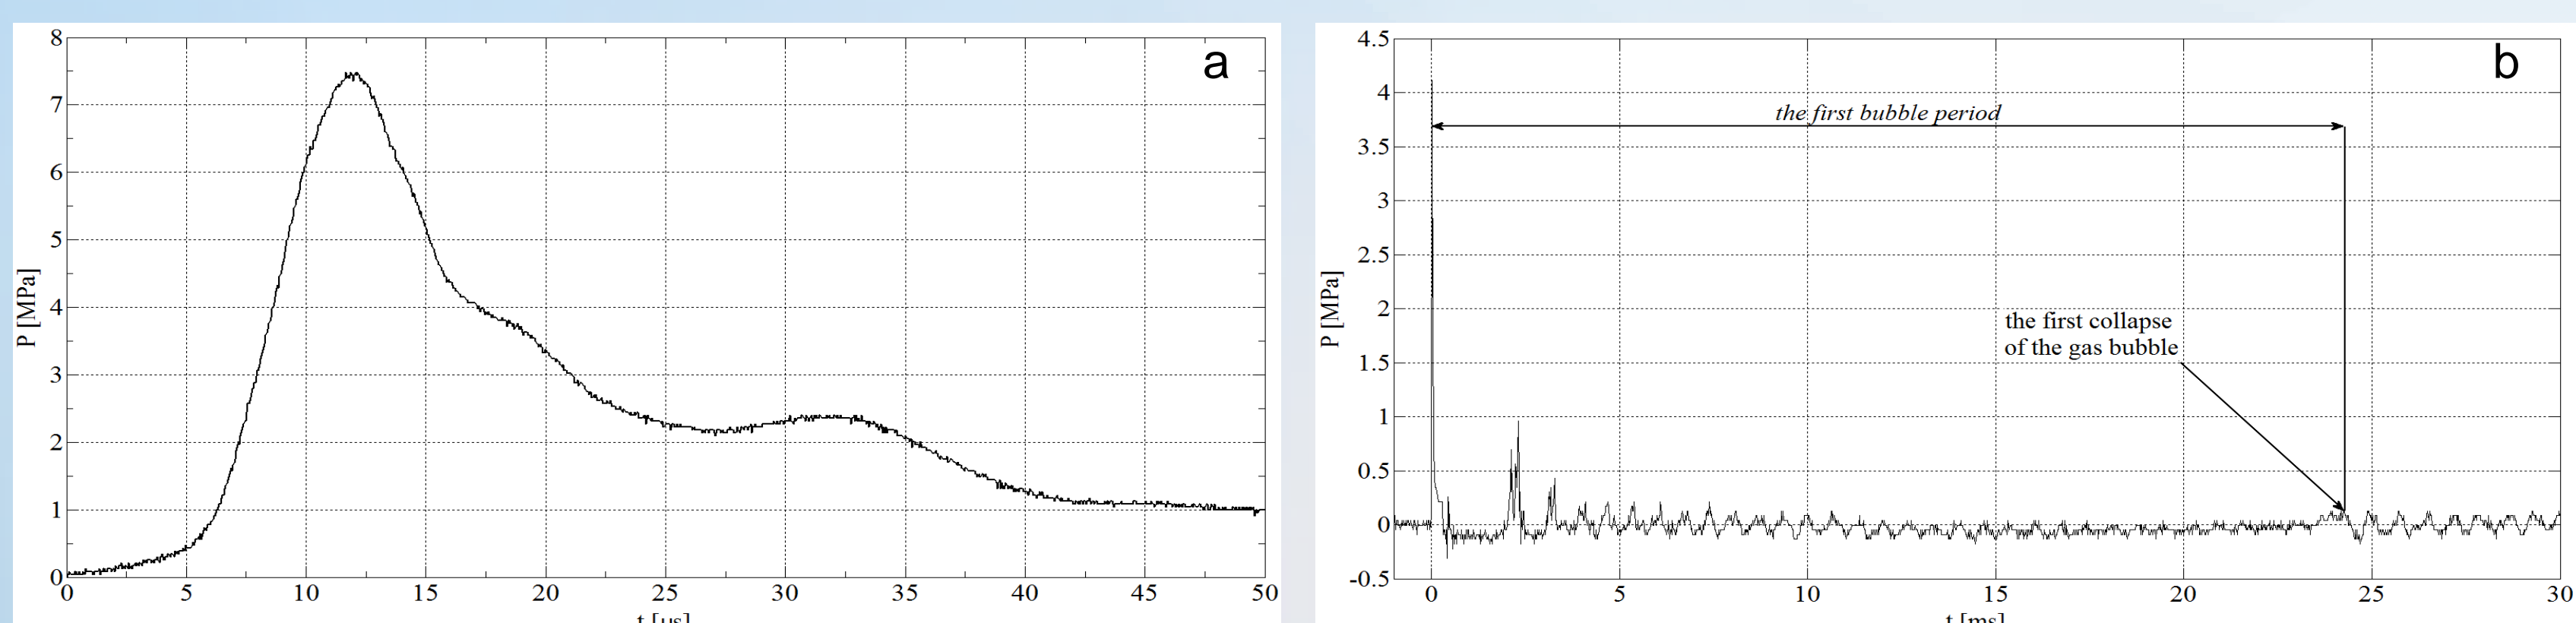 a
8
7
6
5
4
3
2
1
0
P [MPa]
0 5 10 15 20 25 30 35 40 45 50
t [µs]
b
4.5
4
3.5
3
2.5
2
1.5
1
0.5
0
-0.5
P [MPa]
the first bubble period
the first collapse
of the gas bubble
0 5 10 15 20 25 30
t [ms]